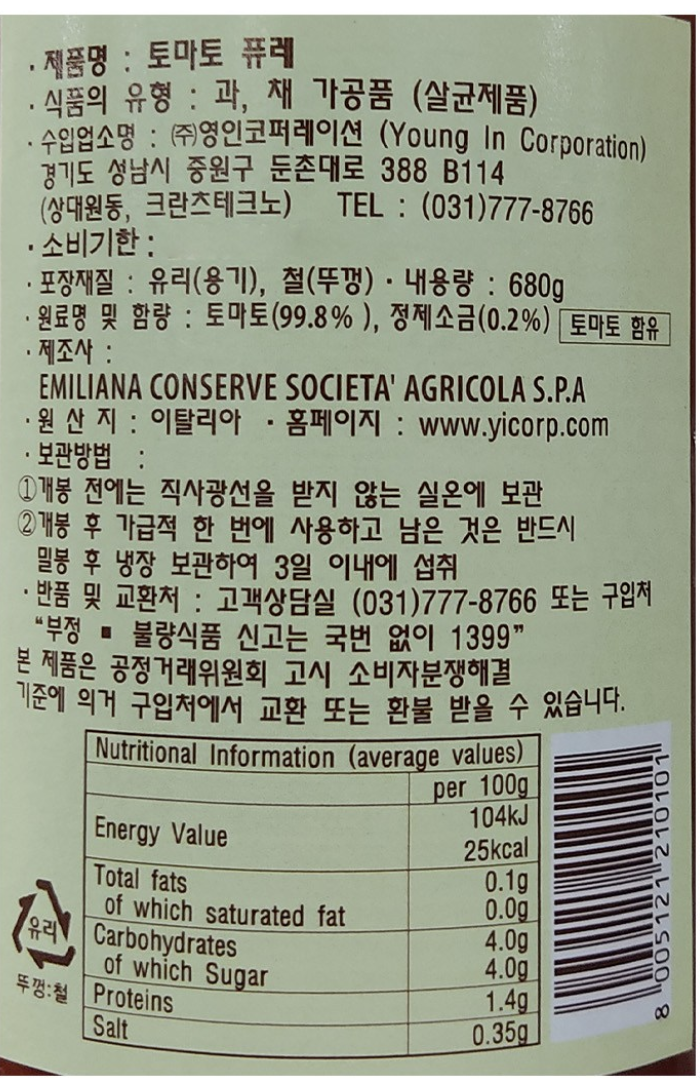 · 제품명 : 토마토 퓨레
· 식품의 유형 : 과, 채 가공품 (살균제품)
· 수입업소명 : ㈜영인코퍼레이션 (Young In Corporation)
경기도 성남시 중원구 둔촌대로 388 B114
(상대원동, 크란츠테크노) TEL : (031)777-8766
· 소비기한 :
· 포장재질 : 유리(용기), 철(뚜껑) · 내용량 : 680g
· 원료명 및 함량 : 토마토(99.8% ), 정제소금(0.2%) 토마토 함유
· 제조사 :
EMILIANA CONSERVE SOCIETA' AGRICOLA S.P.A
· 원 산 지 : 이탈리아 · 홈페이지 : www.yicorp.com
· 보관방법 :
①개봉 전에는 직사광선을 받지 않는 실온에 보관
②개봉 후 가급적 한 번에 사용하고 남은 것은 반드시
밀봉 후 냉장 보관하여 3일 이내에 섭취
· 반품 및 교환처 : 고객상담실 (031)777-8766 또는 구입처
“부정 ■ 불량식품 신고는 국번 없이 1399”
본 제품은 공정거래위원회 고시 소비자분쟁해결
기준에 의거 구입처에서 교환 또는 환불 받을 수 있습니다.
Nutritional Information (average values)
per 100g
Energy Value 104kJ
25kcal
Total fats 0.1g
of which saturated fat 0.0g
Carbohydrates 4.0g
of which Sugar 4.0g
Proteins 1.4g
Salt 0.35g
유리
뚜껑:철
8 005121 210101